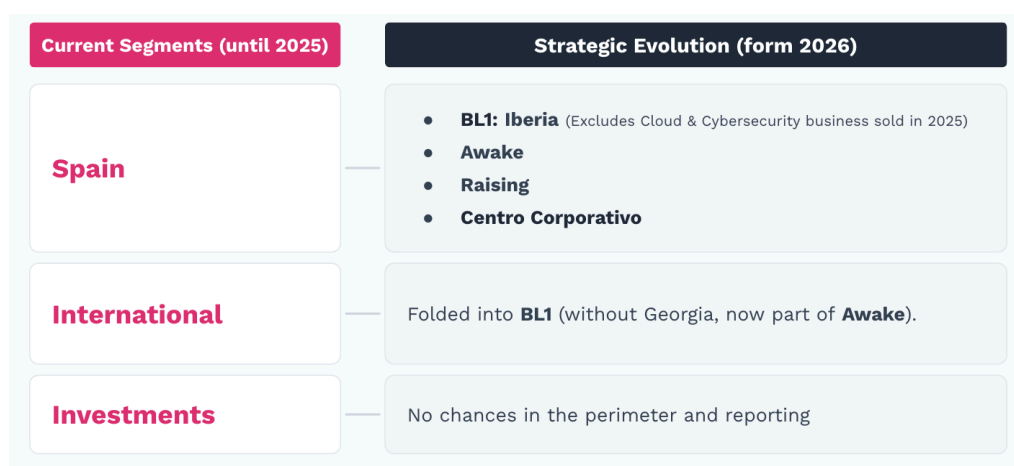 Current Segments (until 2025)
Strategic Evolution (form 2026)
Spain
• BL1: Iberia (Excludes Cloud & Cybersecurity business sold in 2025)
• Awake
• Raising
• Centro Corporativo
International
Folded into BL1 (without Georgia, now part of Awake).
Investments
No chances in the perimeter and reporting